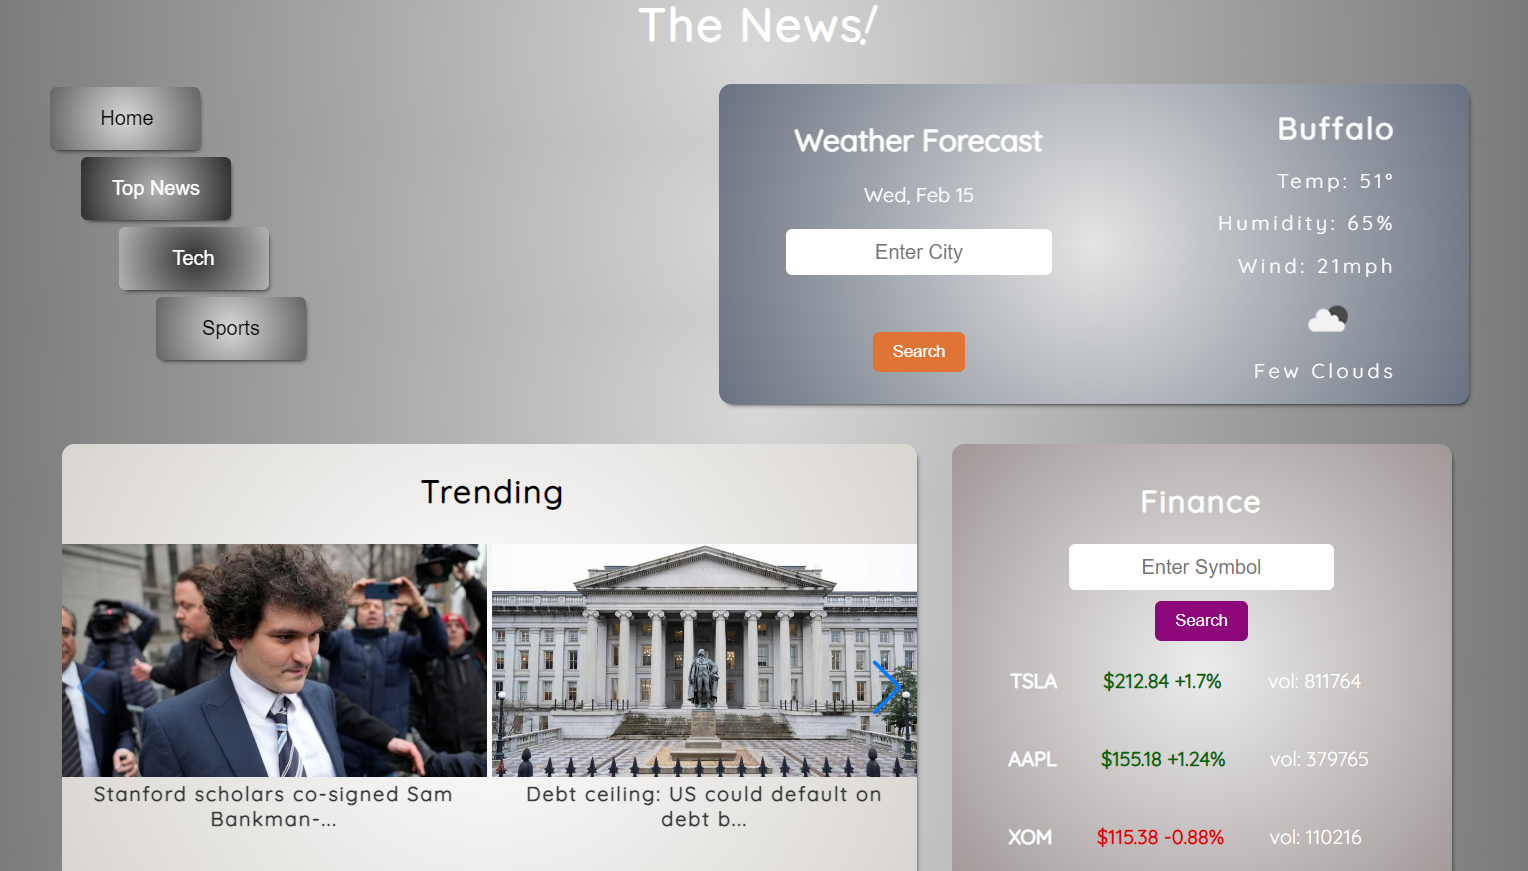 The News!
Home
Top News
Tech
Sports
Weather Forecast
Wed, Feb 15
Enter City
Search
Buffalo
Temp: 51°
Humidity: 65%
Wind: 21mph
Few Clouds
Trending
Stanford scholars co-signed Sam
Bankman-...
Debt ceiling: US could default on
debt b...
Finance
Enter Symbol
Search
TSLA $212.84 +1.7% vol: 811764
AAPL $155.18 +1.24% vol: 379765
XOM $115.38 -0.88% vol: 110216